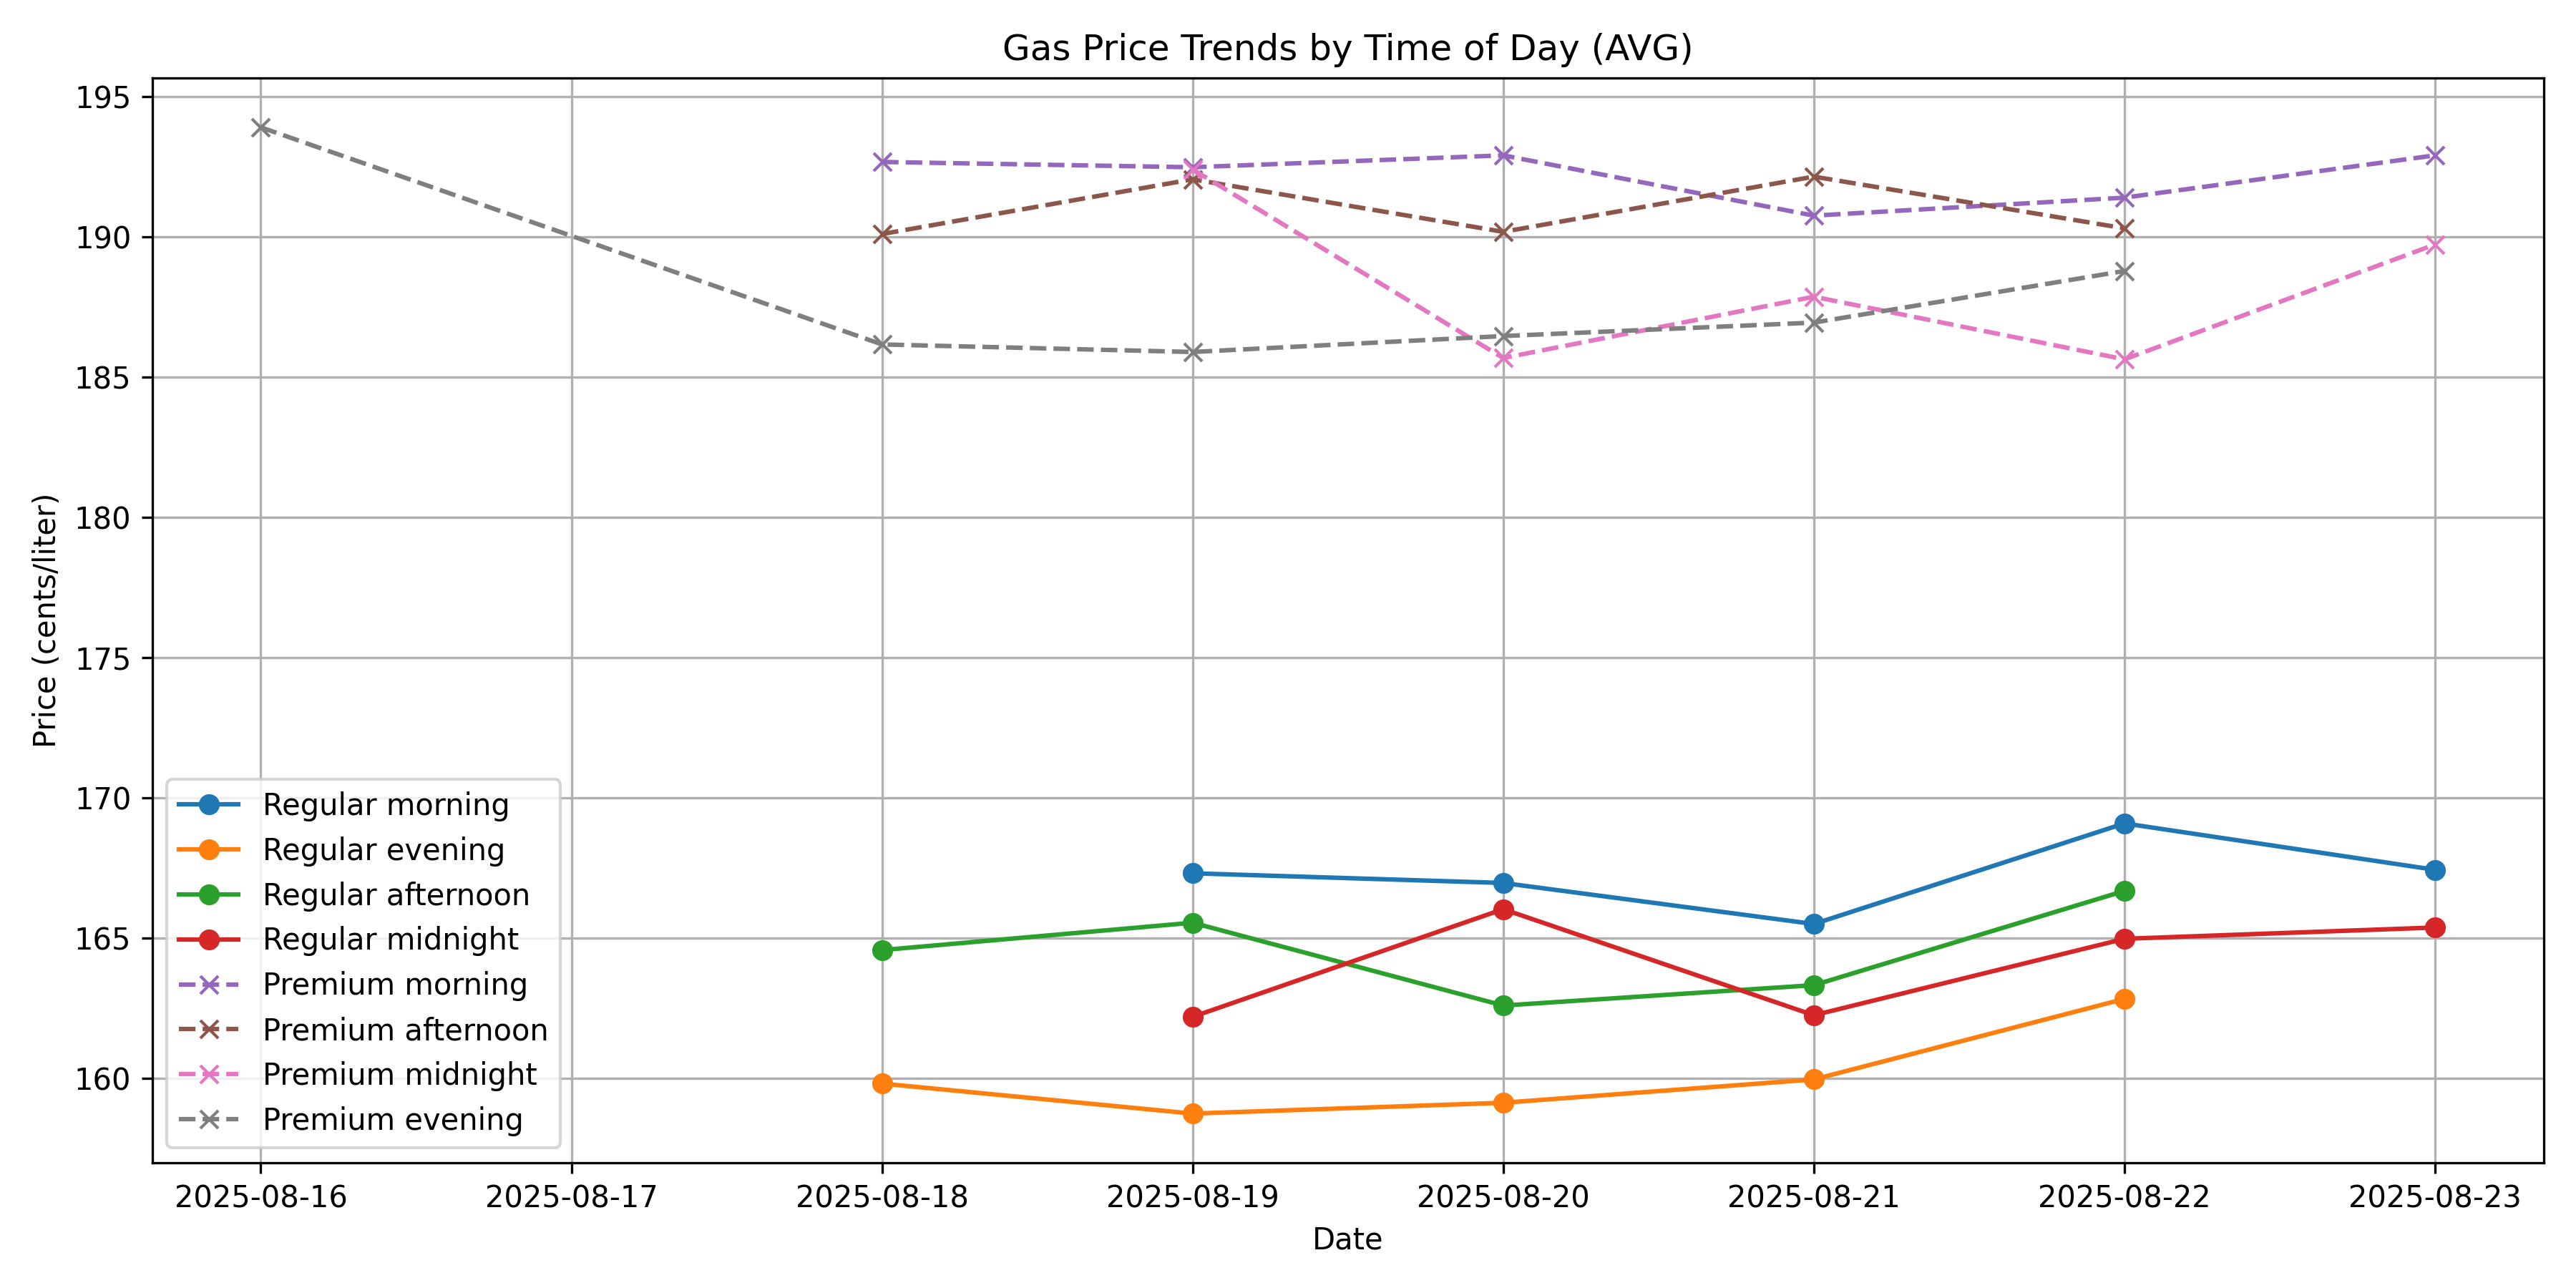 Gas Price Trends by Time of Day (AVG)
195
190
185
180
175
170
165
160
Price (cents/liter)
Regular morning
Regular evening
Regular afternoon
Regular midnight
Premium morning
Premium afternoon
Premium midnight
Premium evening
2025-08-16 2025-08-17 2025-08-18 2025-08-19 2025-08-20 2025-08-21 2025-08-22 2025-08-23
Date